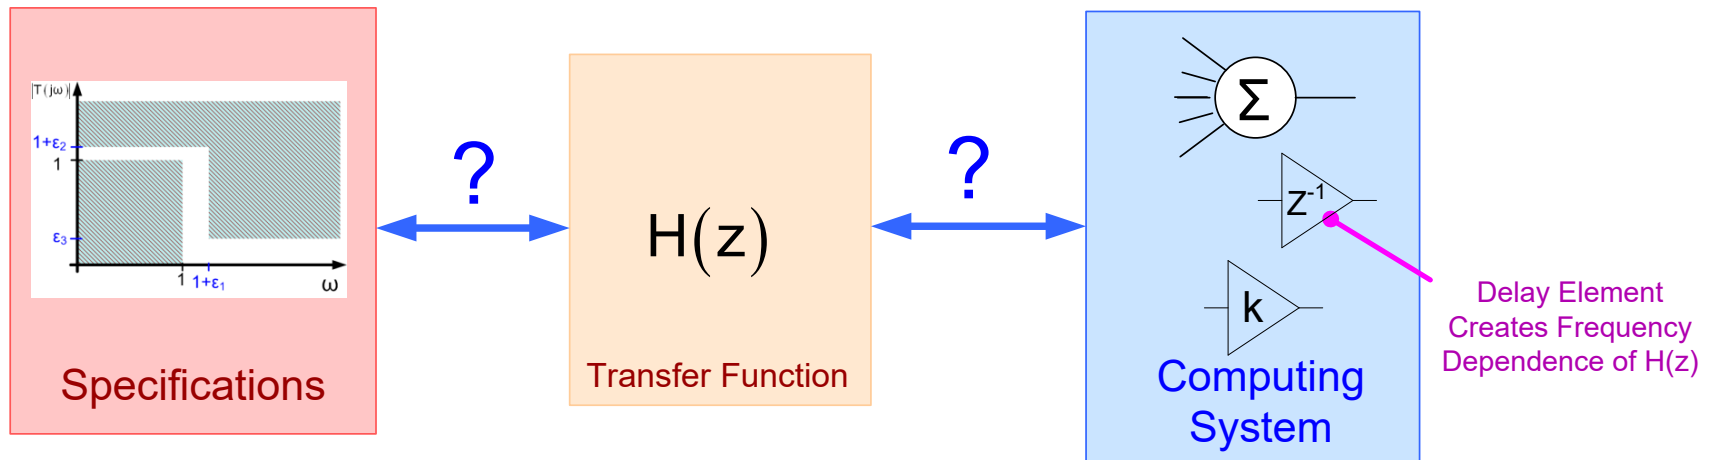 |T(jω)|
1+ε₂
1
ε₃
1
1+ε₁
ω
Specifications
?
H(z)
Transfer Function
?
Σ
Z⁻¹
k
Computing
System
Delay Element
Creates Frequency
Dependence of H(z)